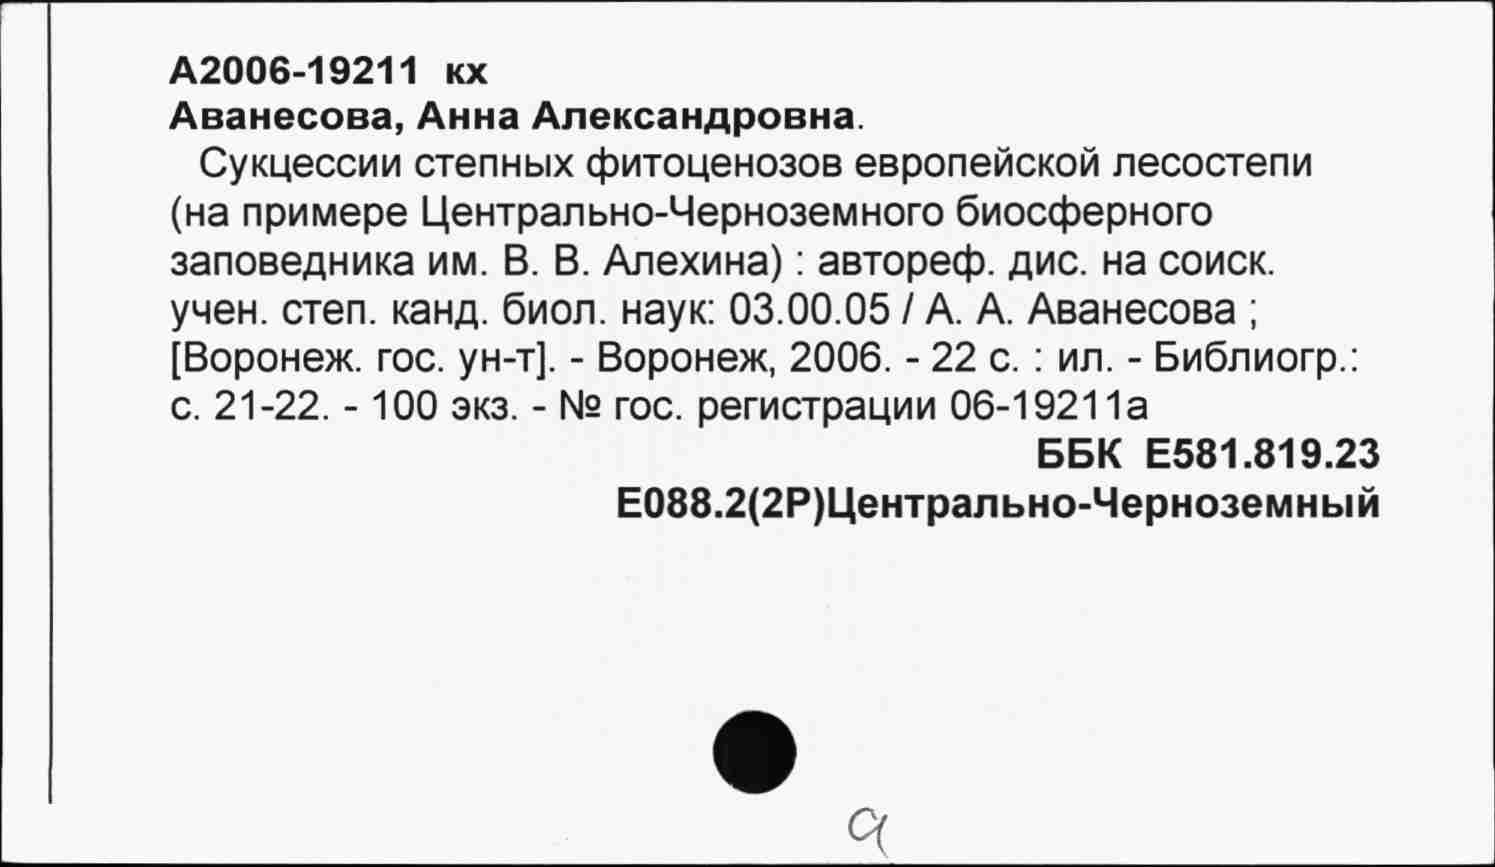 А2006-19211 кх
Аванесова, Анна Александровна.
Сукцессии степных фитоценозов европейской лесостепи
(на примере Центрально-Черноземного биосферного
заповедника им. В. В. Алехина) : автореф. дис. на соиск.
учен. степ. канд. биол. наук: 03.00.05 / А. А. Аванесова ;
[Воронеж. гос. ун-т]. - Воронеж, 2006. - 22 с. : ил. - Библиогр.:
с. 21-22. - 100 экз. - № гос. регистрации 06-19211а
ББК Е581.819.23
Е088.2(2Р)Центрально-Черноземный